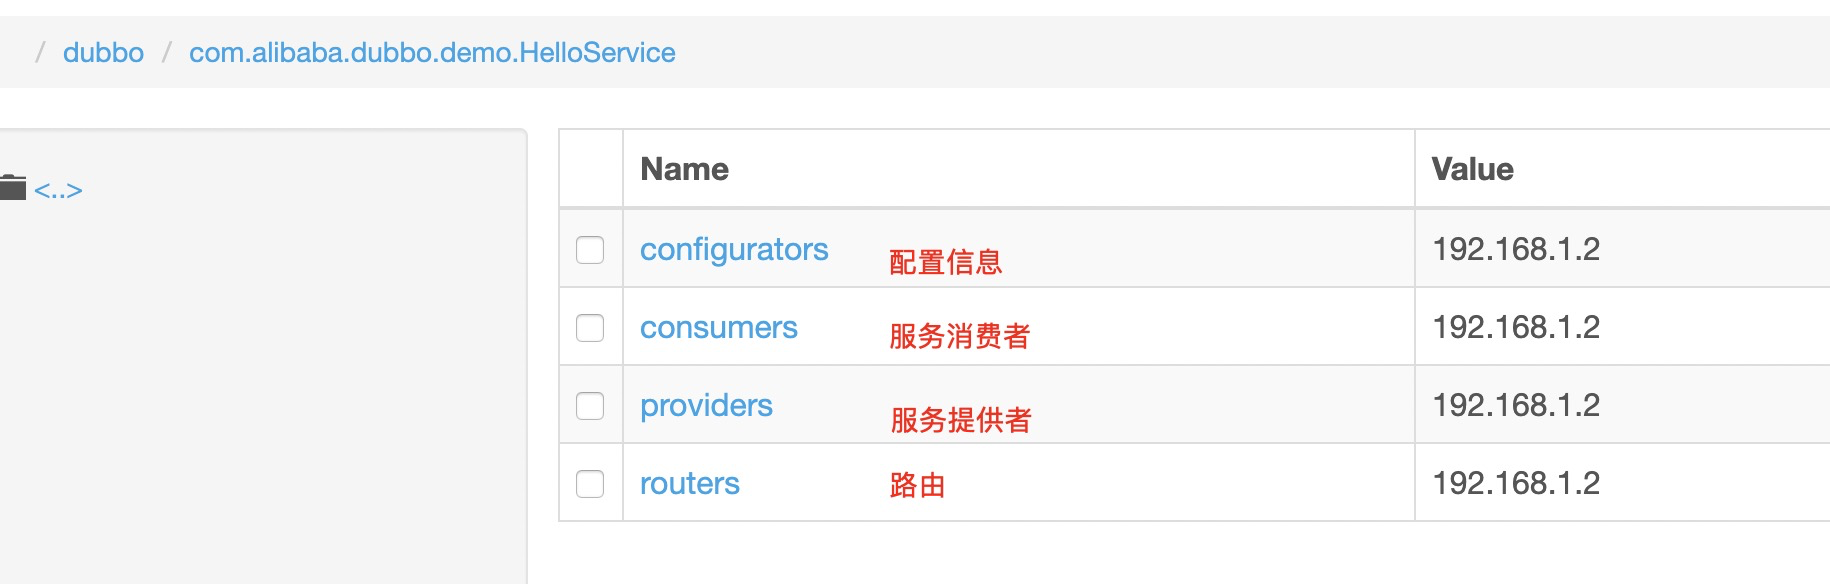 / dubbo / com.alibaba.dubbo.demo.HelloService
<..>
Name Value
configurators 配置信息 192.168.1.2
consumers 服务消费者 192.168.1.2
providers 服务提供者 192.168.1.2
routers 路由 192.168.1.2